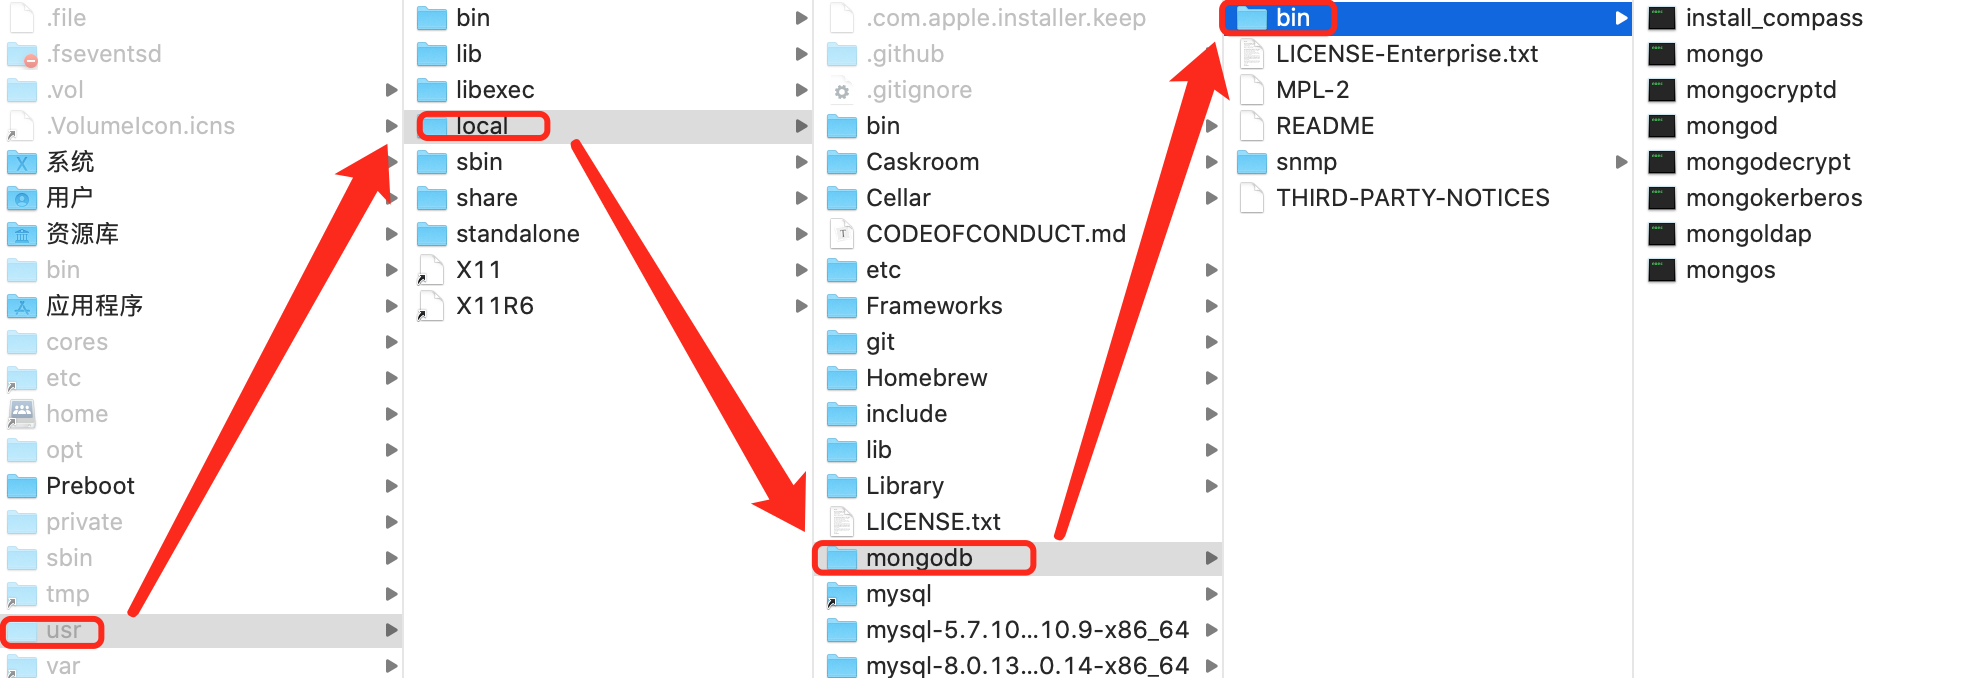 .file
.fseventsd
.vol
.VolumeIcon.icns
系统
用户
资源库
bin
应用程序
cores
etc
home
opt
Preboot
private
sbin
tmp
usr
var
bin
lib
libexec
local
sbin
share
standalone
X11
X11R6
.com.apple.installer.keep
.github
.gitignore
bin
Caskroom
Cellar
CODEOFCONDUCT.md
etc
Frameworks
git
Homebrew
include
lib
Library
LICENSE.txt
mongodb
mysql
mysql-5.7.10...10.9-x86_64
mysql-8.0.13...0.14-x86_64
bin
LICENSE-Enterprise.txt
MPL-2
README
snmp
THIRD-PARTY-NOTICES
install_compass
mongo
mongocryptd
mongod
mongodecrypt
mongokerberos
mongoldap
mongos